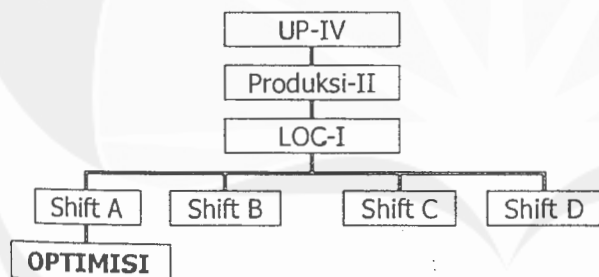 UP-IV
Produksi-II
LOC-I
Shift A Shift B Shift C Shift D
OPTIMISI